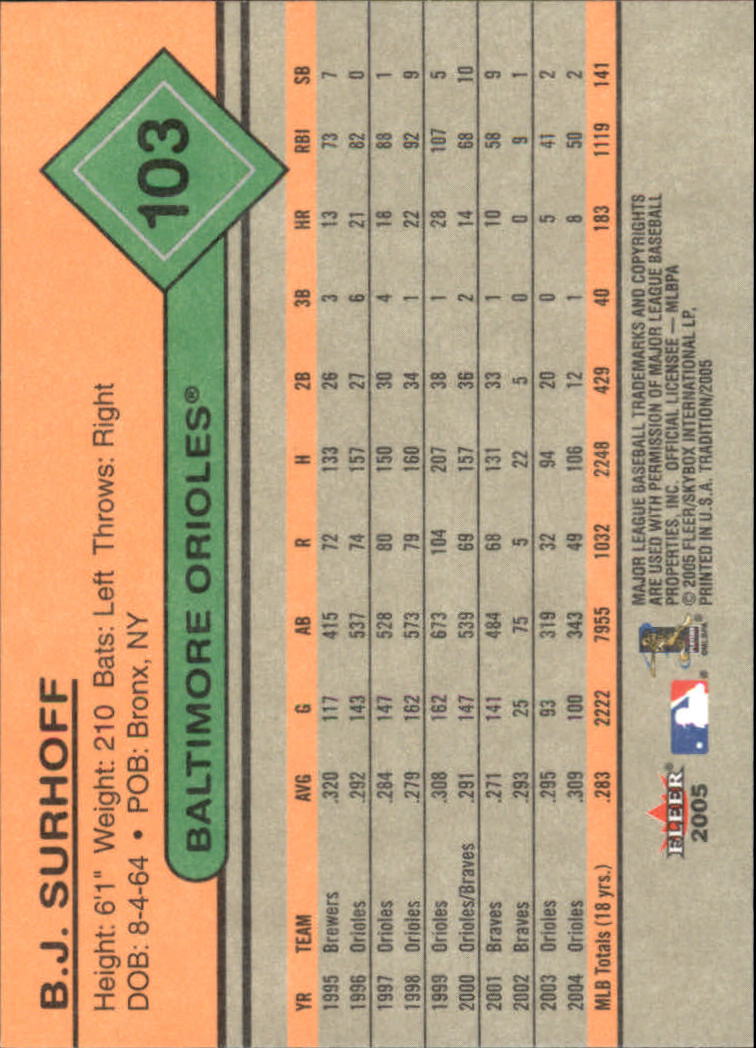 B.J. SURHOFF
Height: 6'1" Weight: 210 Bats: Left Throws: Right
DOB: 8-4-64 • POB: Bronx, NY
103
BALTIMORE ORIOLES®
YR TEAM AVG G AB R H 2B 3B HR RBI SB
1995 Brewers .320 117 415 72 133 26 3 13 73 7
1996 Orioles .292 143 537 74 157 27 6 21 82 0
1997 Orioles .284 147 528 80 150 30 4 18 88 1
1998 Orioles .279 162 573 79 160 34 1 22 92 9
1999 Orioles .308 162 673 104 207 38 1 28 107 5
2000 Orioles/Braves .291 147 539 69 157 36 2 14 68 10
2001 Braves .271 141 484 68 131 33 1 10 58 9
2002 Braves .293 25 75 5 22 5 0 0 9 1
2003 Orioles .295 93 319 32 94 20 0 5 41 2
2004 Orioles .309 100 343 49 106 12 1 8 50 2
MLB Totals (18 yrs.) .283 2222 7955 1032 2248 429 40 183 1119 141
FLEER®
2005
®
©MLBPA
MAJOR LEAGUE BASEBALL TRADEMARKS AND COPYRIGHTS
ARE USED WITH PERMISSION OF MAJOR LEAGUE BASEBALL
PROPERTIES, INC. OFFICIAL LICENSEE — MLBPA
© 2005 FLEER/SKYBOX INTERNATIONAL LP,
PRINTED IN U.S.A. TRADITION/2005